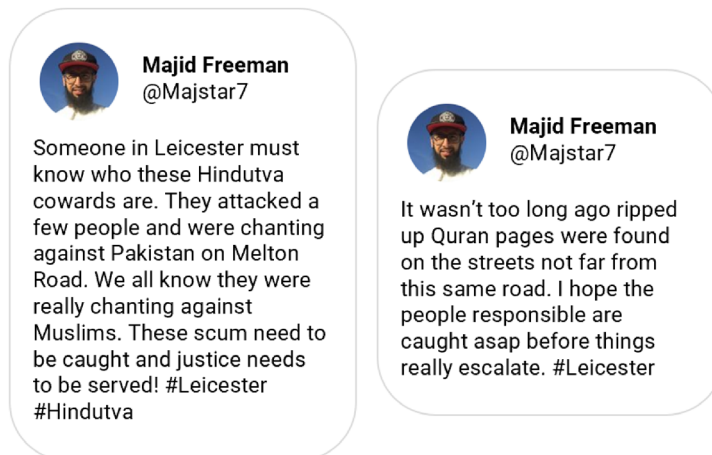 Majid Freeman
@Majstar7
Someone in Leicester must
know who these Hindutva
cowards are. They attacked a
few people and were chanting
against Pakistan on Melton
Road. We all know they were
really chanting against
Muslims. These scum need to
be caught and justice needs
to be served! #Leicester
#Hindutva
Majid Freeman
@Majstar7
It wasn’t too long ago ripped
up Quran pages were found
on the streets not far from
this same road. I hope the
people responsible are
caught asap before things
really escalate. #Leicester